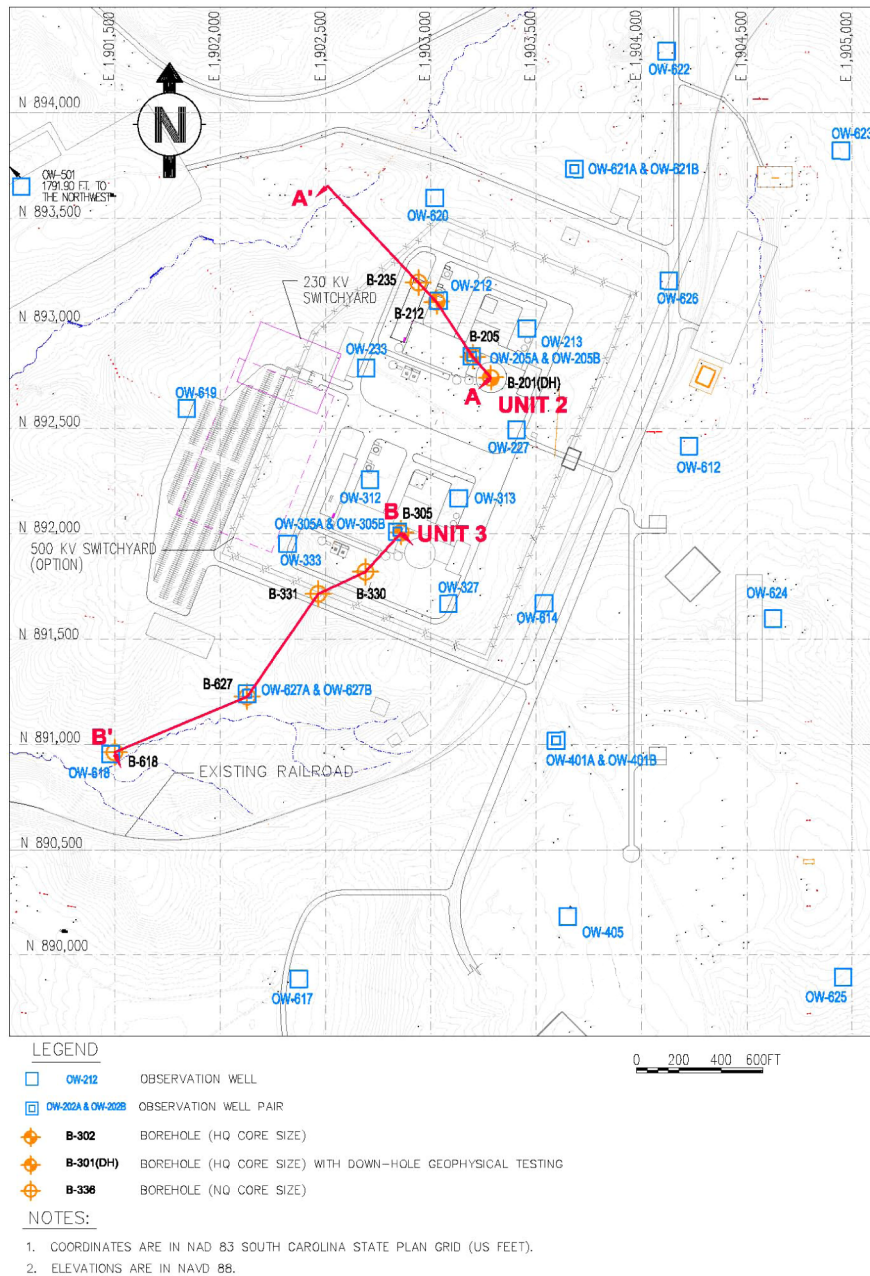 E 1,901,500
E 1,902,000
E 1,902,500
E 1,903,000
E 1,903,500
E 1,904,000
E 1,904,500
E 1,905,000
OW-622
N 894,000
N
OW-623
OW-501
1791.90 FT. TO
THE NORTHWEST
OW-621A & OW-621B
A'
N 893,500
OW-620
B-235
230 KV
SWITCHYARD
OW-212
OW-626
B-212
N 893,000
B-205
OW-213
OW-233
OW-205A & OW-205B
B-201(DH)
A
UNIT 2
OW-619
N 892,500
OW-227
OW-612
OW-312
OW-313
B
B-305
OW-305A & OW-305B
N 892,000
UNIT 3
500 KV SWITCHYARD
(OPTION)
OW-333
B-331
B-330
OW-327
OW-614
OW-624
N 891,500
B-627
OW-627A & OW-627B
N 891,000
B'
OW-618
B-618
OW-401A & OW-401B
EXISTING RAILROAD
N 890,500
OW-405
N 890,000
OW-617
OW-625
LEGEND
0 200 400 600FT
OW-212 OBSERVATION WELL
OW-202A & OW-202B OBSERVATION WELL PAIR
B-302 BOREHOLE (HQ CORE SIZE)
B-301(DH) BOREHOLE (HQ CORE SIZE) WITH DOWN-HOLE GEOPHYSICAL TESTING
B-336 BOREHOLE (NQ CORE SIZE)
NOTES:
1. COORDINATES ARE IN NAD 83 SOUTH CAROLINA STATE PLAN GRID (US FEET).
2. ELEVATIONS ARE IN NAVD 88.